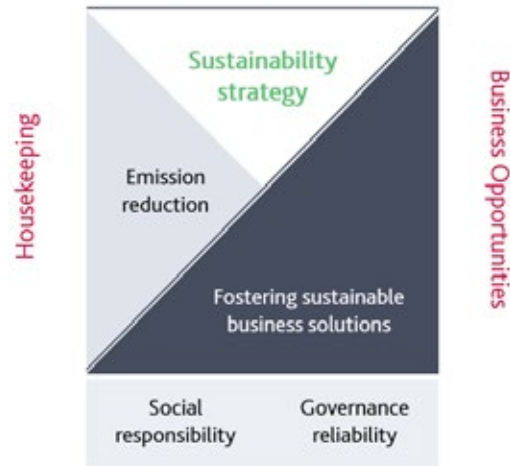 Sustainability
strategy
Housekeeping
Emission
reduction
Business Opportunities
Fostering sustainable
business solutions
Social
responsibility
Governance
reliability